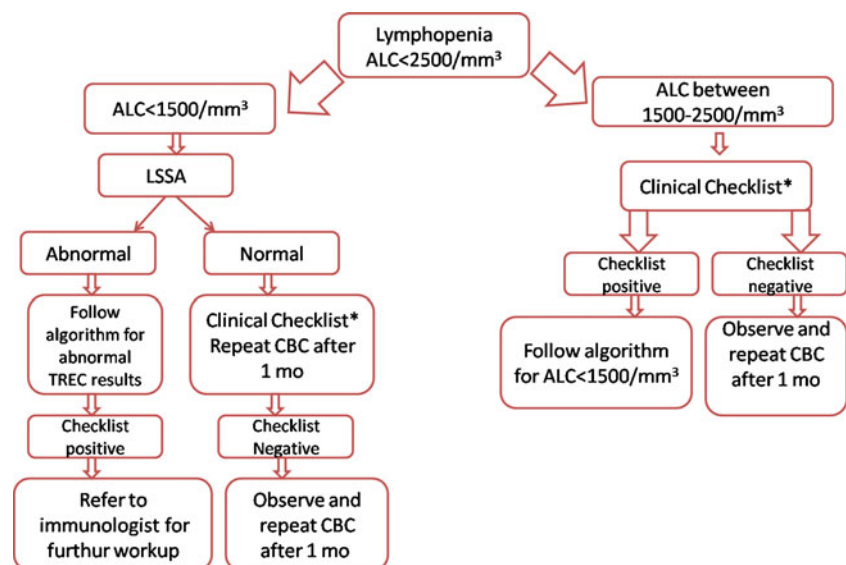 Lymphopenia
ALC<2500/mm³
ALC<1500/mm³
LSSA
Abnormal
Normal
Follow
algorithm for
abnormal
TREC results
Clinical Checklist*
Repeat CBC after
1 mo
Checklist
positive
Checklist
Negative
Refer to
immunologist for
furthur workup
Observe and
repeat CBC
after 1 mo
ALC between
1500-2500/mm³
Clinical Checklist*
Checklist
positive
Checklist
negative
Follow algorithm
for ALC<1500/mm³
Observe and
repeat CBC
after 1 mo